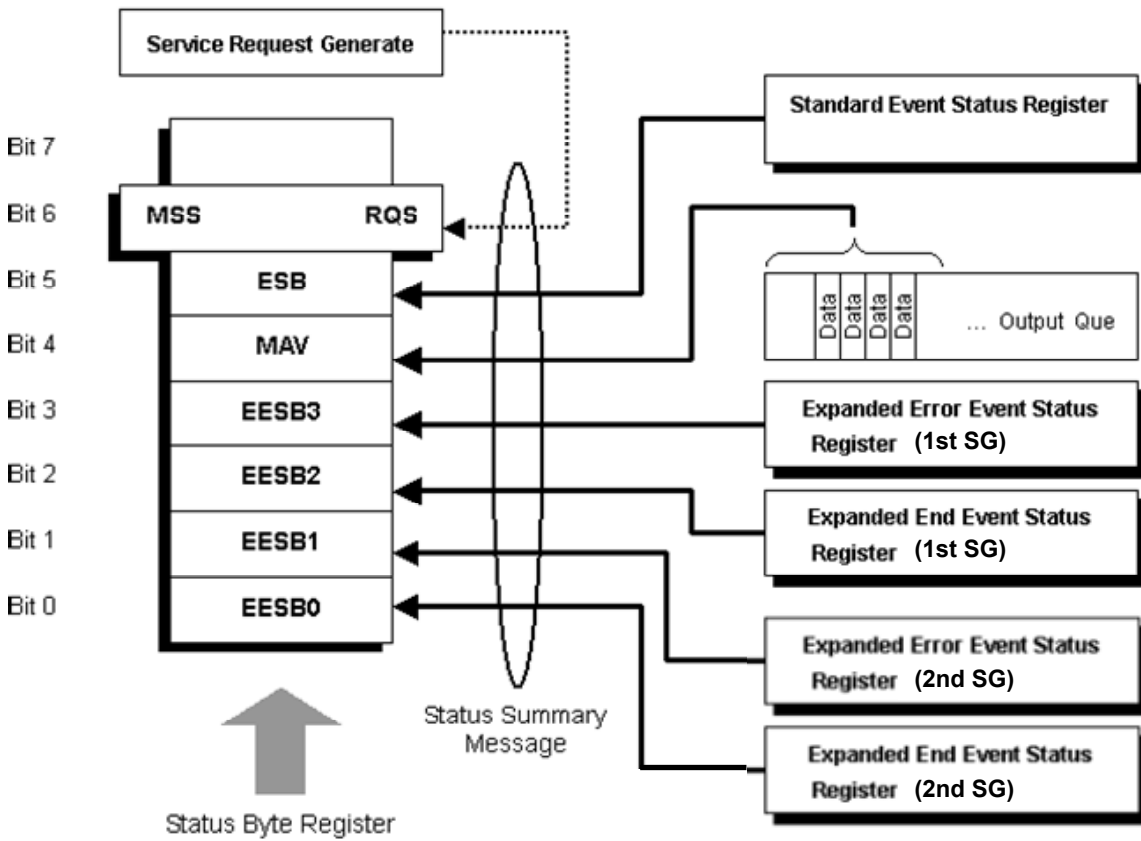 Service Request Generate
Standard Event Status Register
Bit 7
Bit 6
MSS RQS
Bit 5
ESB
Data Data Data Data ... Output Que
Bit 4
MAV
Bit 3
EESB3
Expanded Error Event Status
Register (1st SG)
Bit 2
EESB2
Expanded End Event Status
Register (1st SG)
Bit 1
EESB1
Bit 0
EESB0
Expanded Error Event Status
Register (2nd SG)
Status Summary
Message
Expanded End Event Status
Register (2nd SG)
Status Byte Register